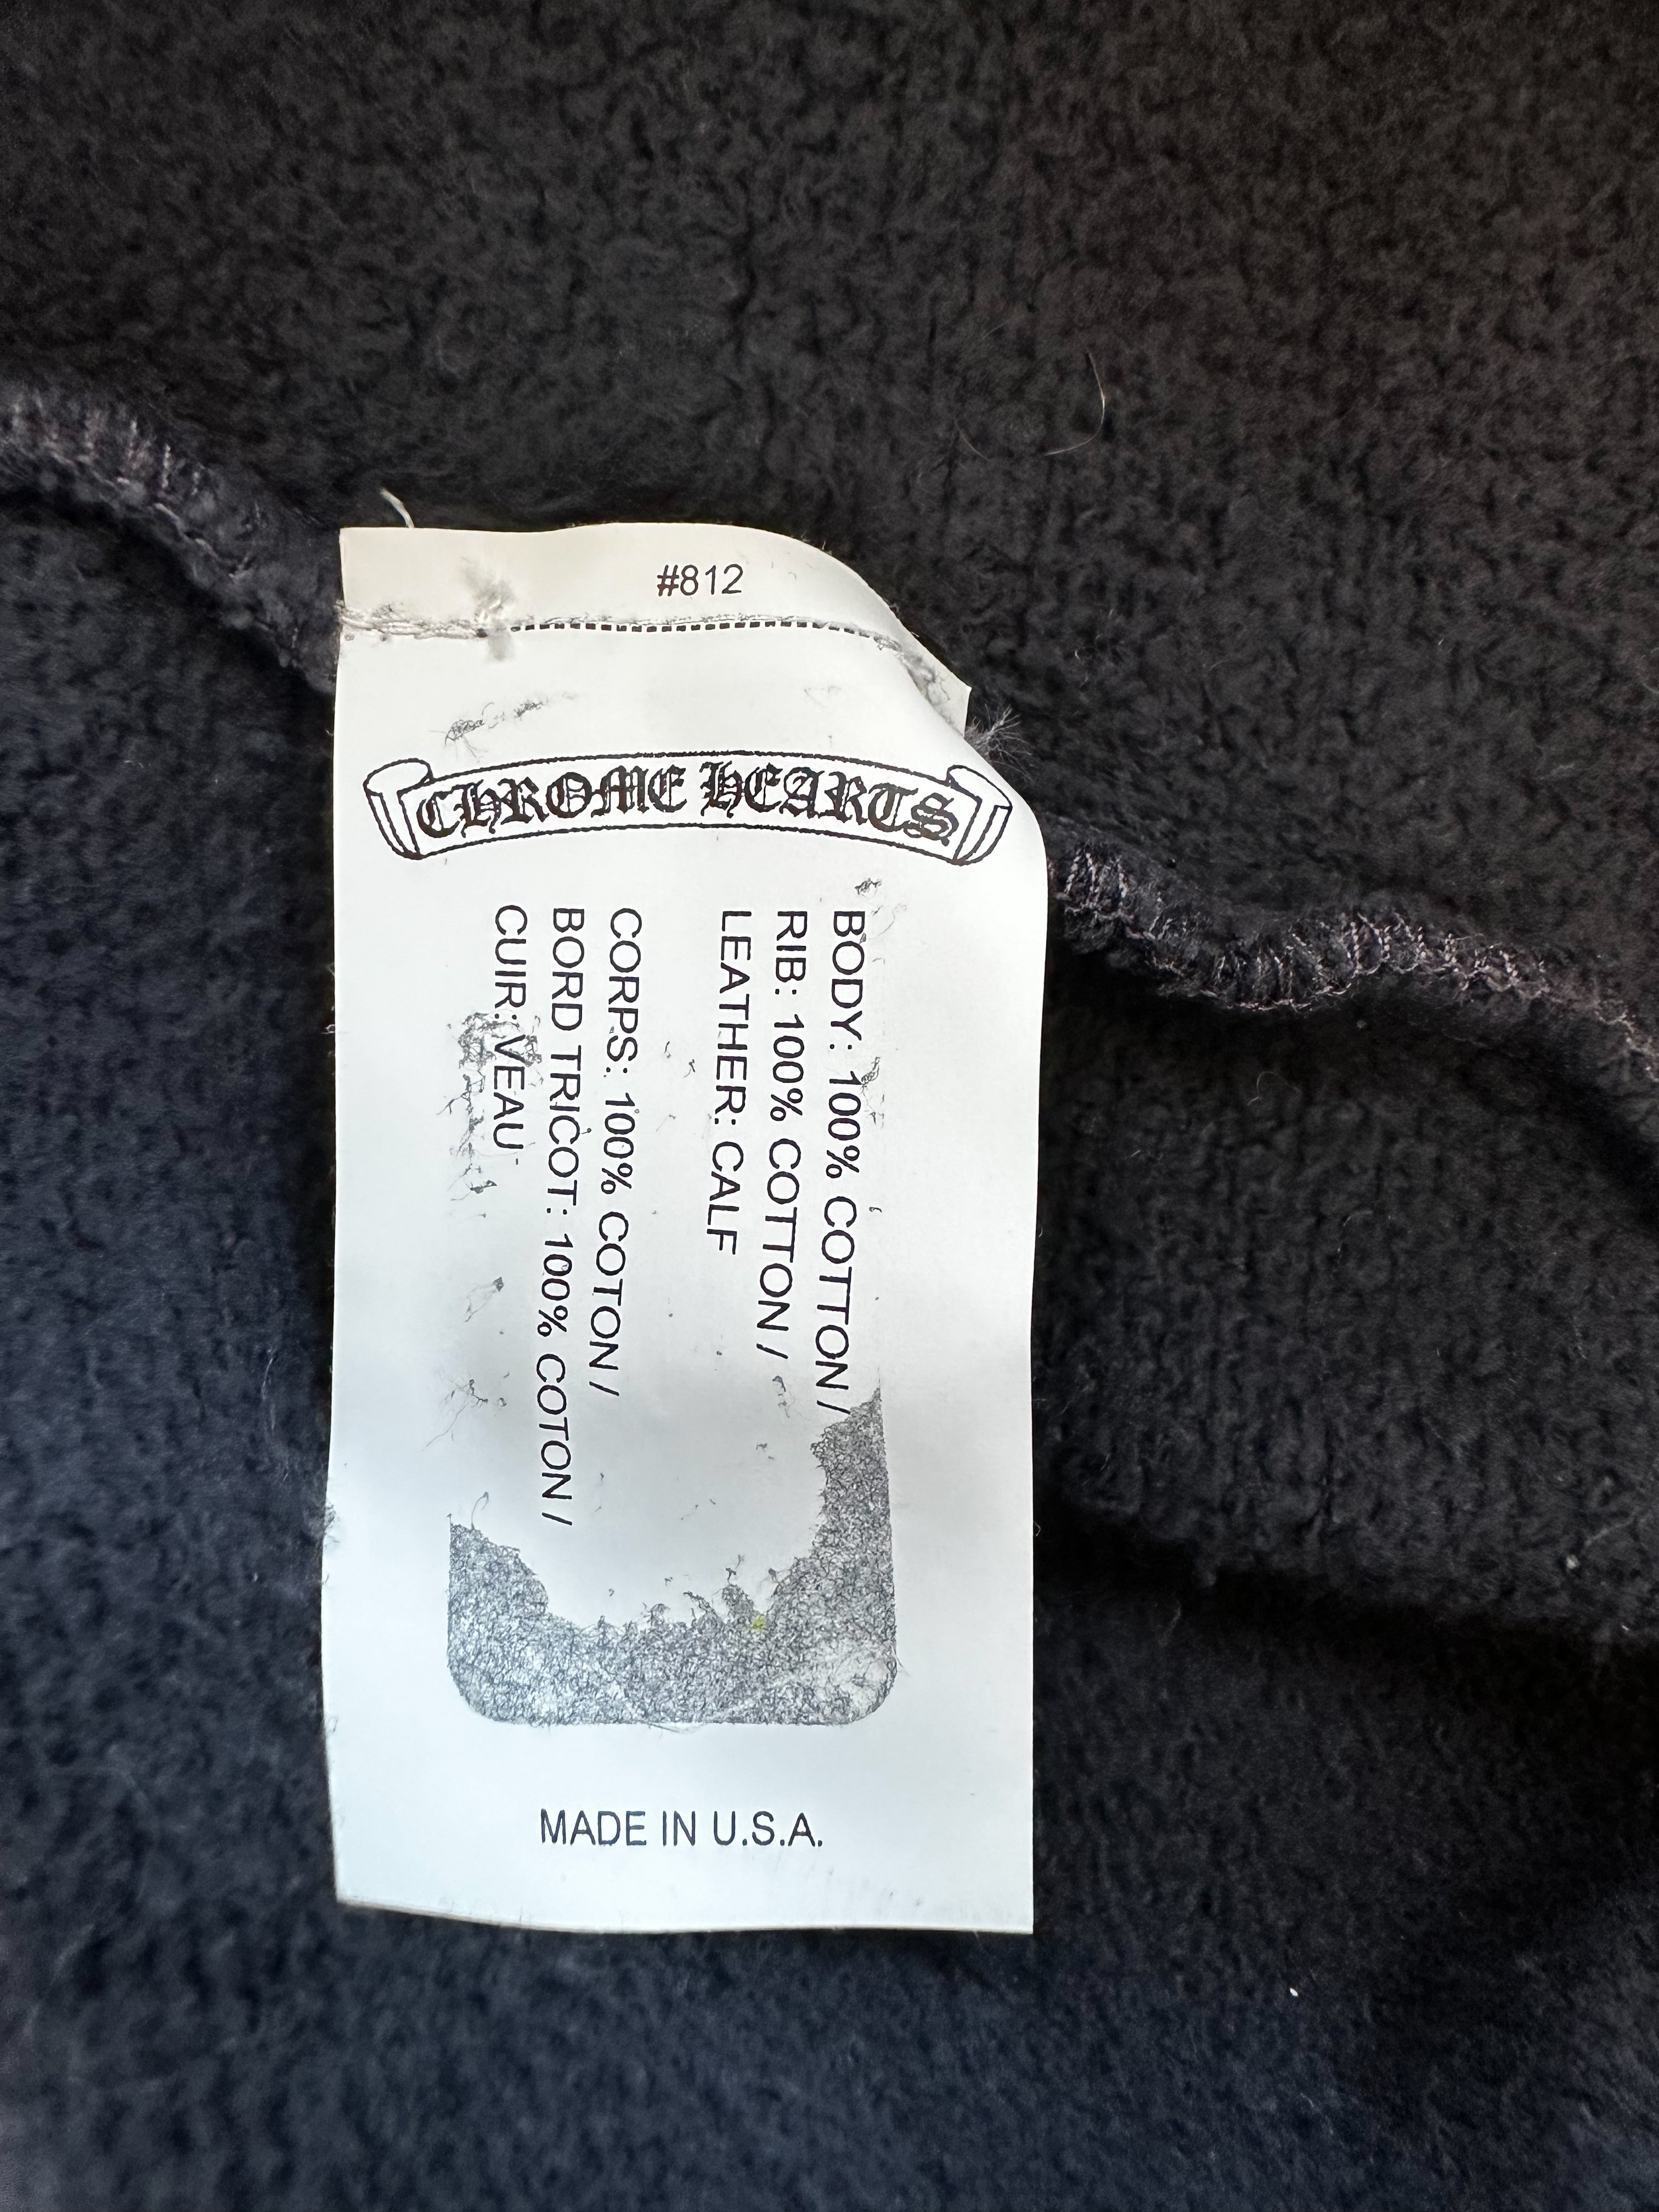 #812
CHROME HEARTS
BODY: 100% COTTON /
RIB: 100% COTTON /
LEATHER: CALF
CORPS: 100% COTON /
BORD TRICOT: 100% COTON /
CUIR: VEAU
MADE IN U.S.A.